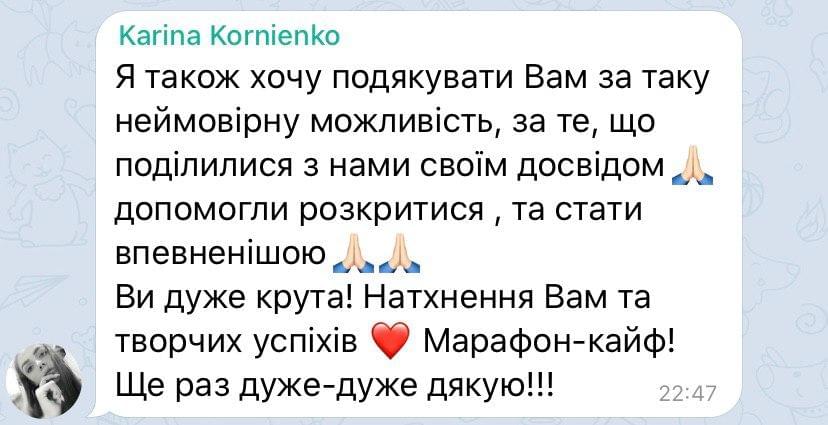 Karina Kornienko
Я також хочу подякувати Вам за таку
неймовірну можливість, за те, що
поділилися з нами своїм досвідом🙏🏻
допомогли розкритися , та стати
впевненішою🙏🏻🙏🏻
Ви дуже крута! Натхнення Вам та
творчих успіхів ❤️ Марафон-кайф!
Ще раз дуже-дуже дякую!!!
22:47